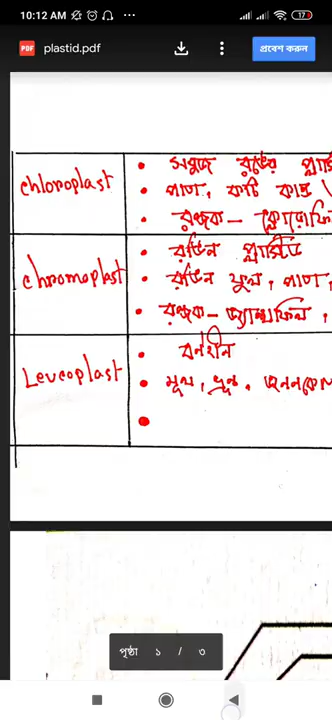 10:12 AM
17
PDF plastid.pdf
প্রবেশ করুন
chloroplast
• সবুজ রঙের
• পাতা, কচি কান্ড
• রঞ্জক –
chromoplast
• রঙিন প্লাস্টিড
• রঙিন ফুল, পাতা,
• রঞ্জক – জ্যান্থোফিল,
Leucoplast
• বর্ণহীন
• মূল, ভ্রূণ,
পৃষ্ঠা ১ / ৩